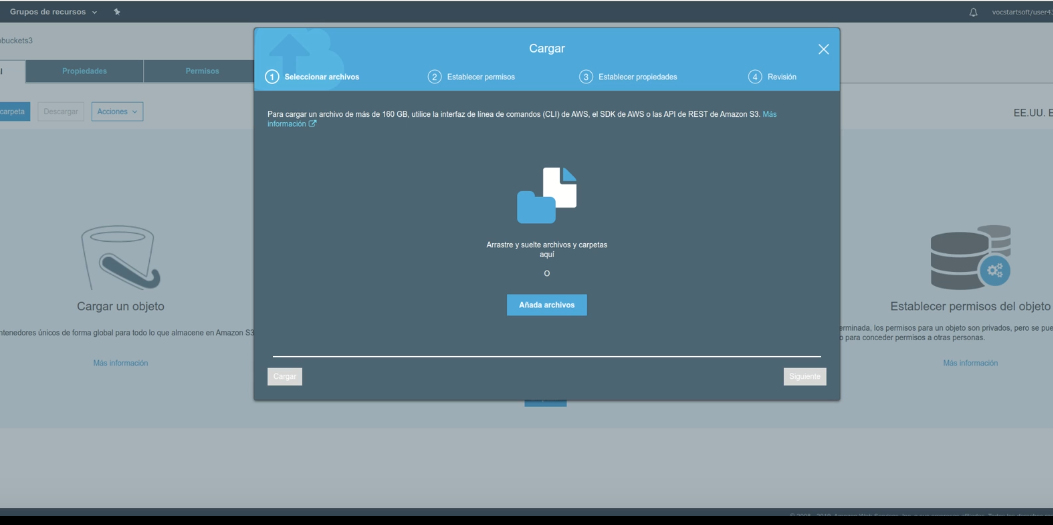 Grupos de recursos
vocstartsoft/user4
buckets3
Propiedades
Permisos
carpeta
Descargar
Acciones
EE.UU. E
Cargar
1 Seleccionar archivos
2 Establecer permisos
3 Establecer propiedades
4 Revisión
Para cargar un archivo de más de 160 GB, utilice la interfaz de línea de comandos (CLI) de AWS, el SDK de AWS o las API de REST de Amazon S3. Más
información
Arrastre y suelte archivos y carpetas
aquí
O
Añada archivos
Cargar
Siguiente
Cargar un objeto
ntenedores únicos de forma global para todo lo que almacene en Amazon S3
Más información
Establecer permisos del objeto
erminada, los permisos para un objeto son privados, pero se pue
o para conceder permisos a otras personas.
Más información